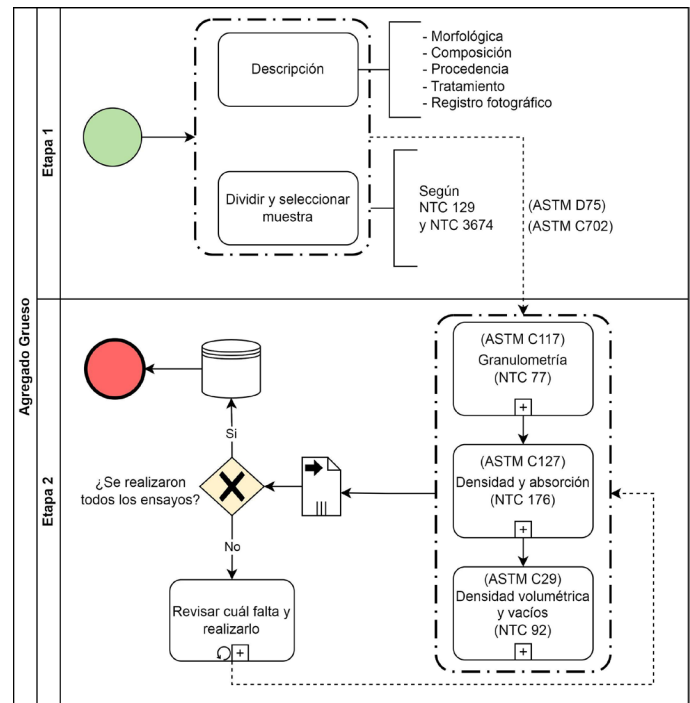 Agregado Grueso
Etapa 1
Descripción
- Morfológica
- Composición
- Procedencia
- Tratamiento
- Registro fotográfico
Dividir y seleccionar
muestra
Según
NTC 129
y NTC 3674
(ASTM D75)
(ASTM C702)
Etapa 2
(ASTM C117)
Granulometría
(NTC 77)
+
(ASTM C127)
Densidad y absorción
(NTC 176)
+
(ASTM C29)
Densidad volumétrica
y vacíos
(NTC 92)
+
¿Se realizaron
todos los ensayos?
Si
No
Revisar cuál falta y
realizarlo
+